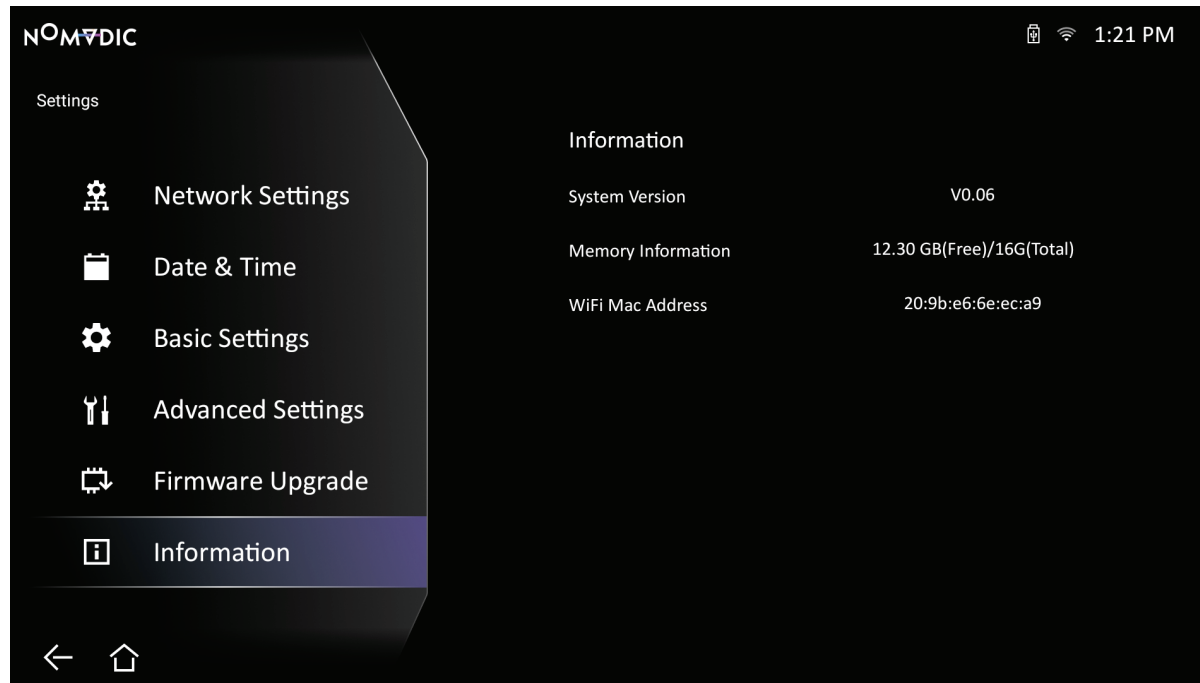 NOMADIC
1:21 PM
Settings
Network Settings
Date & Time
Basic Settings
Advanced Settings
Firmware Upgrade
Information
Information
System Version V0.06
Memory Information 12.30 GB(Free)/16G(Total)
WiFi Mac Address 20:9b:e6:6e:ec:a9